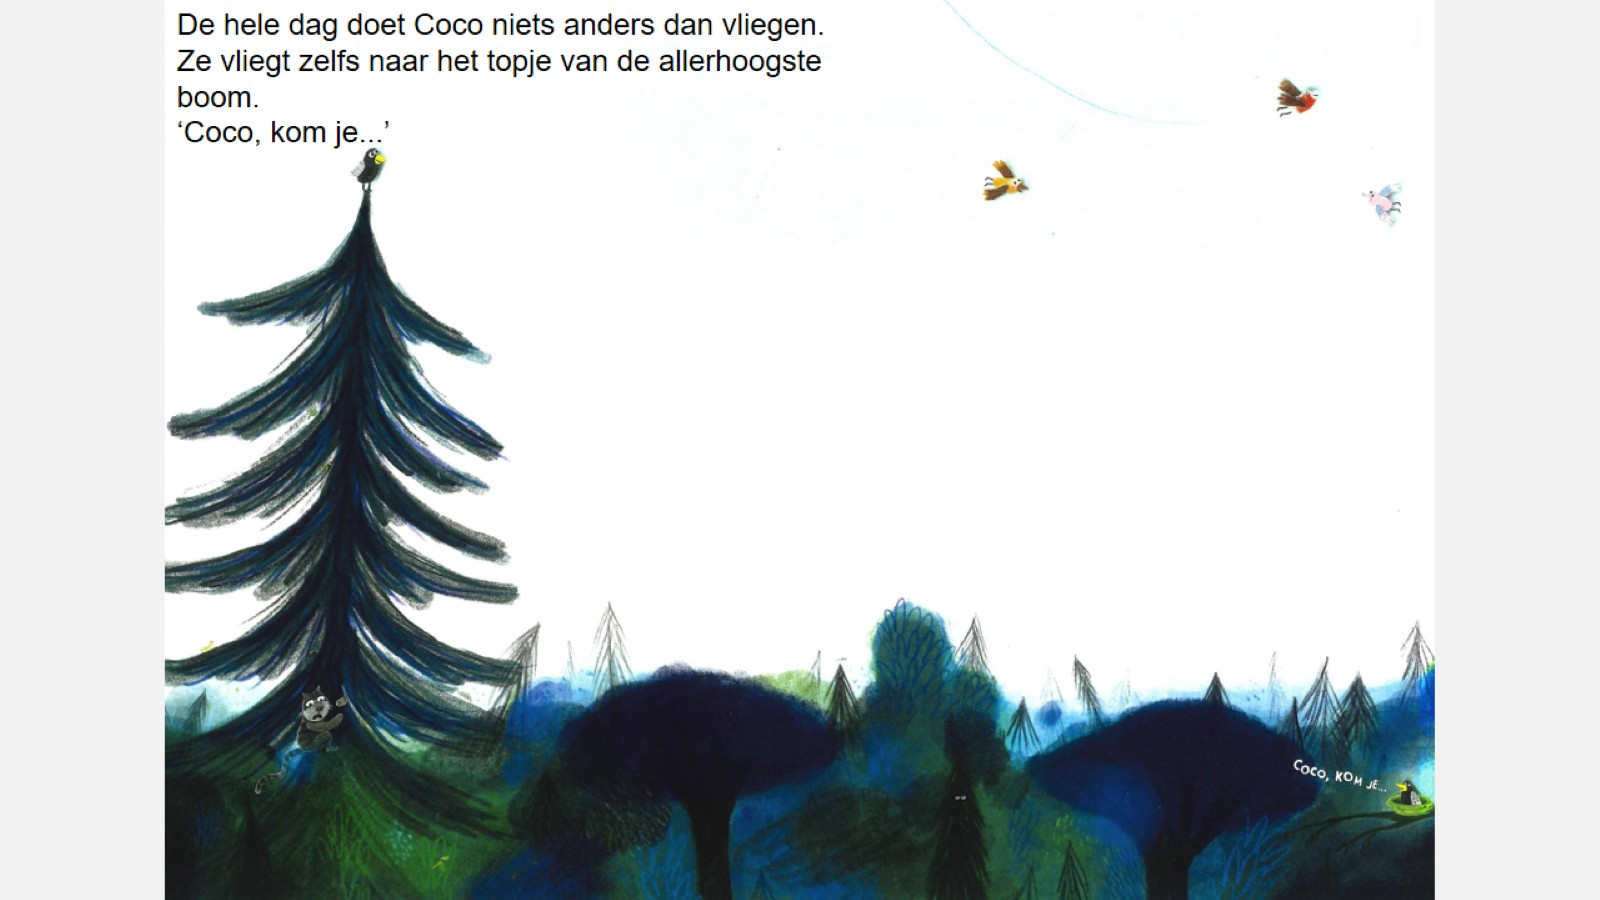 De hele dag doet Coco niets anders dan vliegen.
Ze vliegt zelfs naar het topje van de allerhoogste
boom.
‘Coco, kom je...’
COCO, KOM JE...